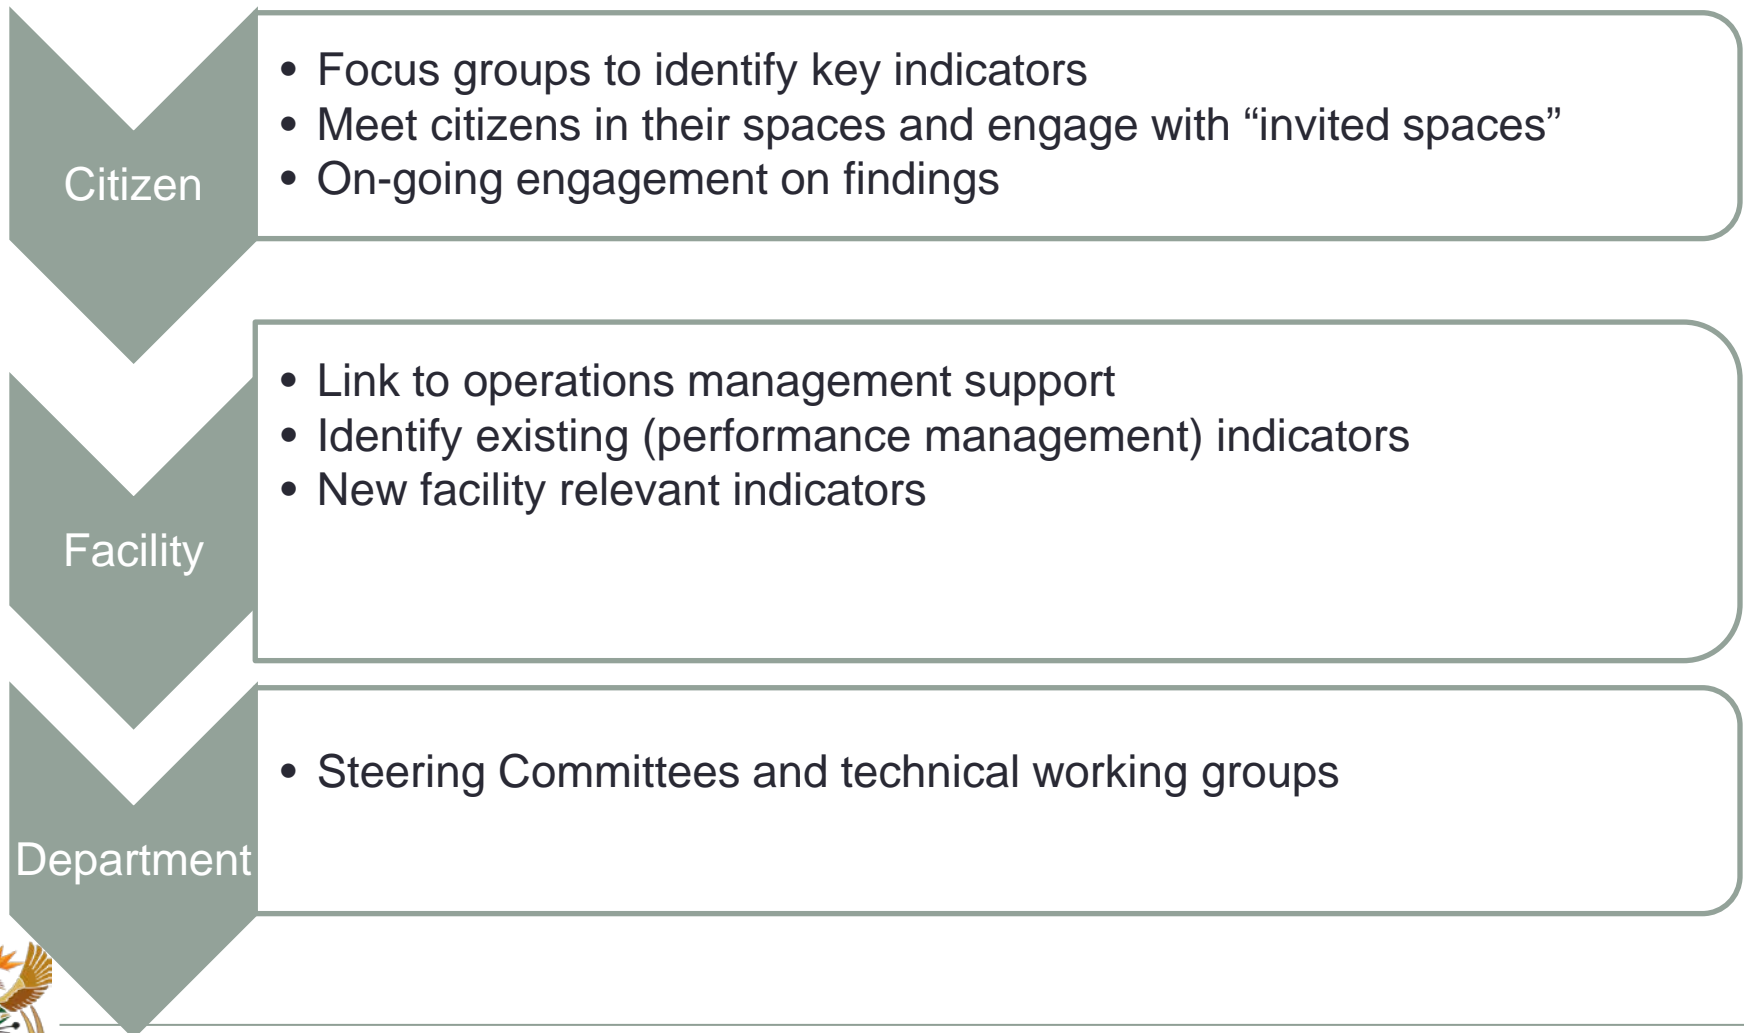 Citizen
• Focus groups to identify key indicators
• Meet citizens in their spaces and engage with “invited spaces”
• On-going engagement on findings
Facility
• Link to operations management support
• Identify existing (performance management) indicators
• New facility relevant indicators
Department
• Steering Committees and technical working groups